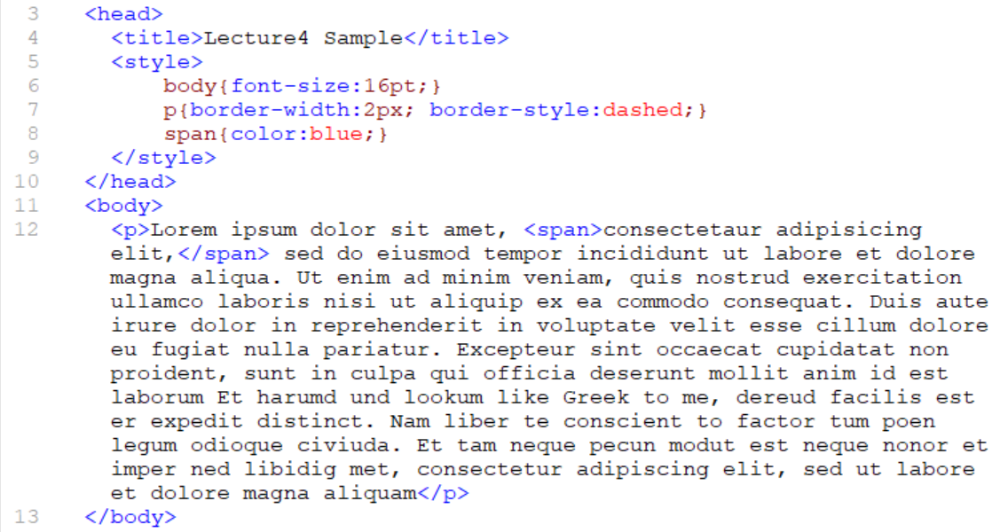 3 <head>
4 <title>Lecture4 Sample</title>
5 <style>
6 body{font-size:16pt;}
7 p{border-width:2px; border-style:dashed;}
8 span{color:blue;}
9 </style>
10 </head>
11 <body>
12 <p>Lorem ipsum dolor sit amet, <span>consectetaur adipisicing
elit,</span> sed do eiusmod tempor incididunt ut labore et dolore
magna aliqua. Ut enim ad minim veniam, quis nostrud exercitation
ullamco laboris nisi ut aliquip ex ea commodo consequat. Duis aute
irure dolor in reprehenderit in voluptate velit esse cillum dolore
eu fugiat nulla pariatur. Excepteur sint occaecat cupidatat non
proident, sunt in culpa qui officia deserunt mollit anim id est
laborum Et harumd und lookum like Greek to me, dereud facilis est
er expedit distinct. Nam liber te conscient to factor tum poen
legum odioque civiuda. Et tam neque pecun modut est neque nonor et
imper ned libidig met, consectetur adipiscing elit, sed ut labore
et dolore magna aliquam</p>
13 </body>